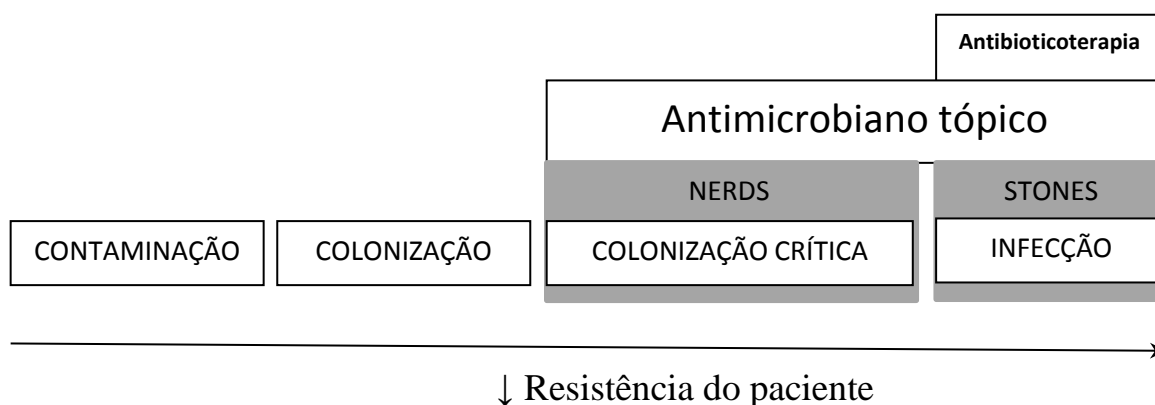 Antibioticoterapia
Antimicrobiano tópico
NERDS
STONES
CONTAMINAÇÃO
COLONIZAÇÃO
COLONIZAÇÃO CRÍTICA
INFECÇÃO
↓ Resistência do paciente